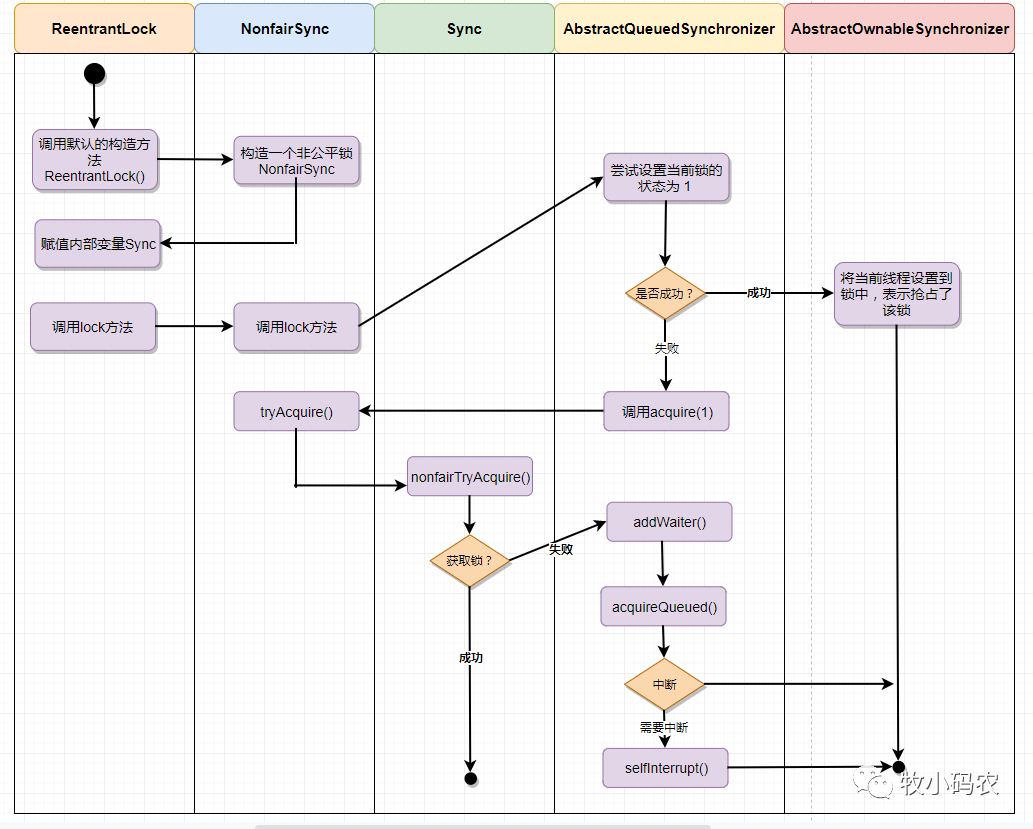 ReentrantLock
NonfairSync
Sync
AbstractQueuedSynchronizer
AbstractOwnableSynchronizer
调用默认的构造方
法
ReentrantLock()
构造一个非公平锁
NonfairSync
尝试设置当前锁的
状态为 1
赋值内部变量Sync
是否成功？
成功
将当前线程设置到
锁中，表示抢占了
该锁
调用lock方法
调用lock方法
失败
tryAcquire()
调用acquire(1)
nonfairTryAcquire()
addWaiter()
获取锁？
失败
acquireQueued()
成功
中断
需要中断
selfInterrupt()
牧小码农